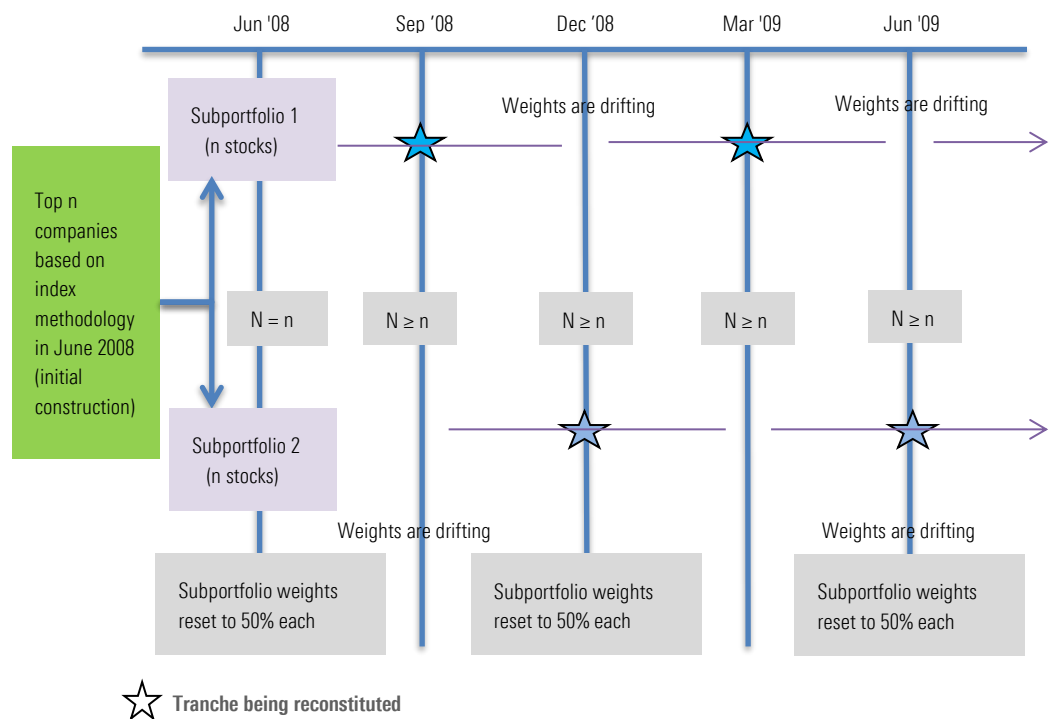 Jun '08
Sep '08
Dec ‘08
Mar '09
Jun '09
Subportfolio 1
(n stocks)
Weights are drifting
Weights are drifting
Top n
companies
based on
index
methodology
in June 2008
(initial
construction)
N = n
N ≥ n
N ≥ n
N ≥ n
N ≥ n
Subportfolio 2
(n stocks)
Weights are drifting
Weights are drifting
Subportfolio weights
reset to 50% each
Subportfolio weights
reset to 50% each
Subportfolio weights
reset to 50% each
Tranche being reconstituted